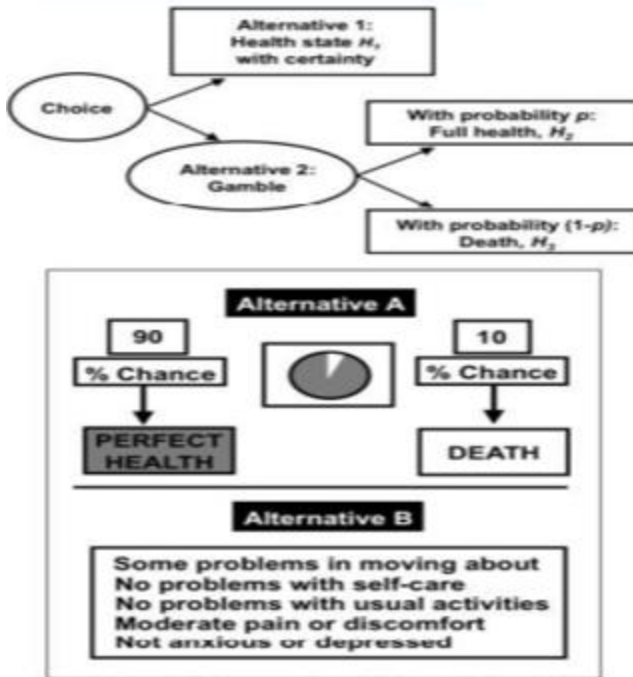 Alternative 1:
Health state H₁
with certainty
Choice
With probability p:
Full health, H₂
Alternative 2:
Gamble
With probability (1-p):
Death, H₃
Alternative A
90
10
% Chance
% Chance
PERFECT
HEALTH
DEATH
Alternative B
Some problems in moving about
No problems with self-care
No problems with usual activities
Moderate pain or discomfort
Not anxious or depressed